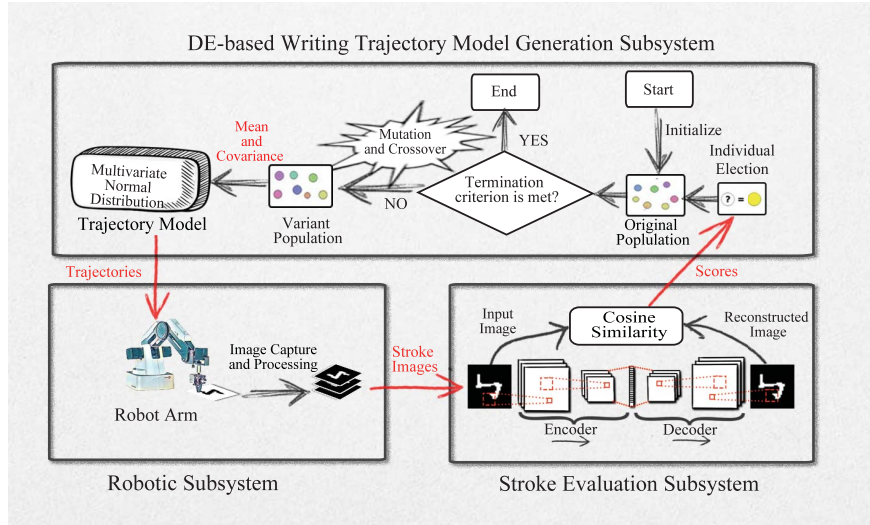 DE-based Writing Trajectory Model Generation Subsystem
End
Start
Mean
and
Covariance
Mutation
and Crossover
YES
Initialize
Individual
Election
Multivariate
Normal
Distribution
Termination
criterion is met?
NO
? =
Trajectory Model
Variant
Population
Original
Poplulation
Trajectories
Scores
Input
Image
Cosine
Similarity
Reconstructed
Image
Image Capture
and Processing
Stroke
Images
Robot Arm
Encoder
Decoder
Robotic Subsystem
Stroke Evaluation Subsystem